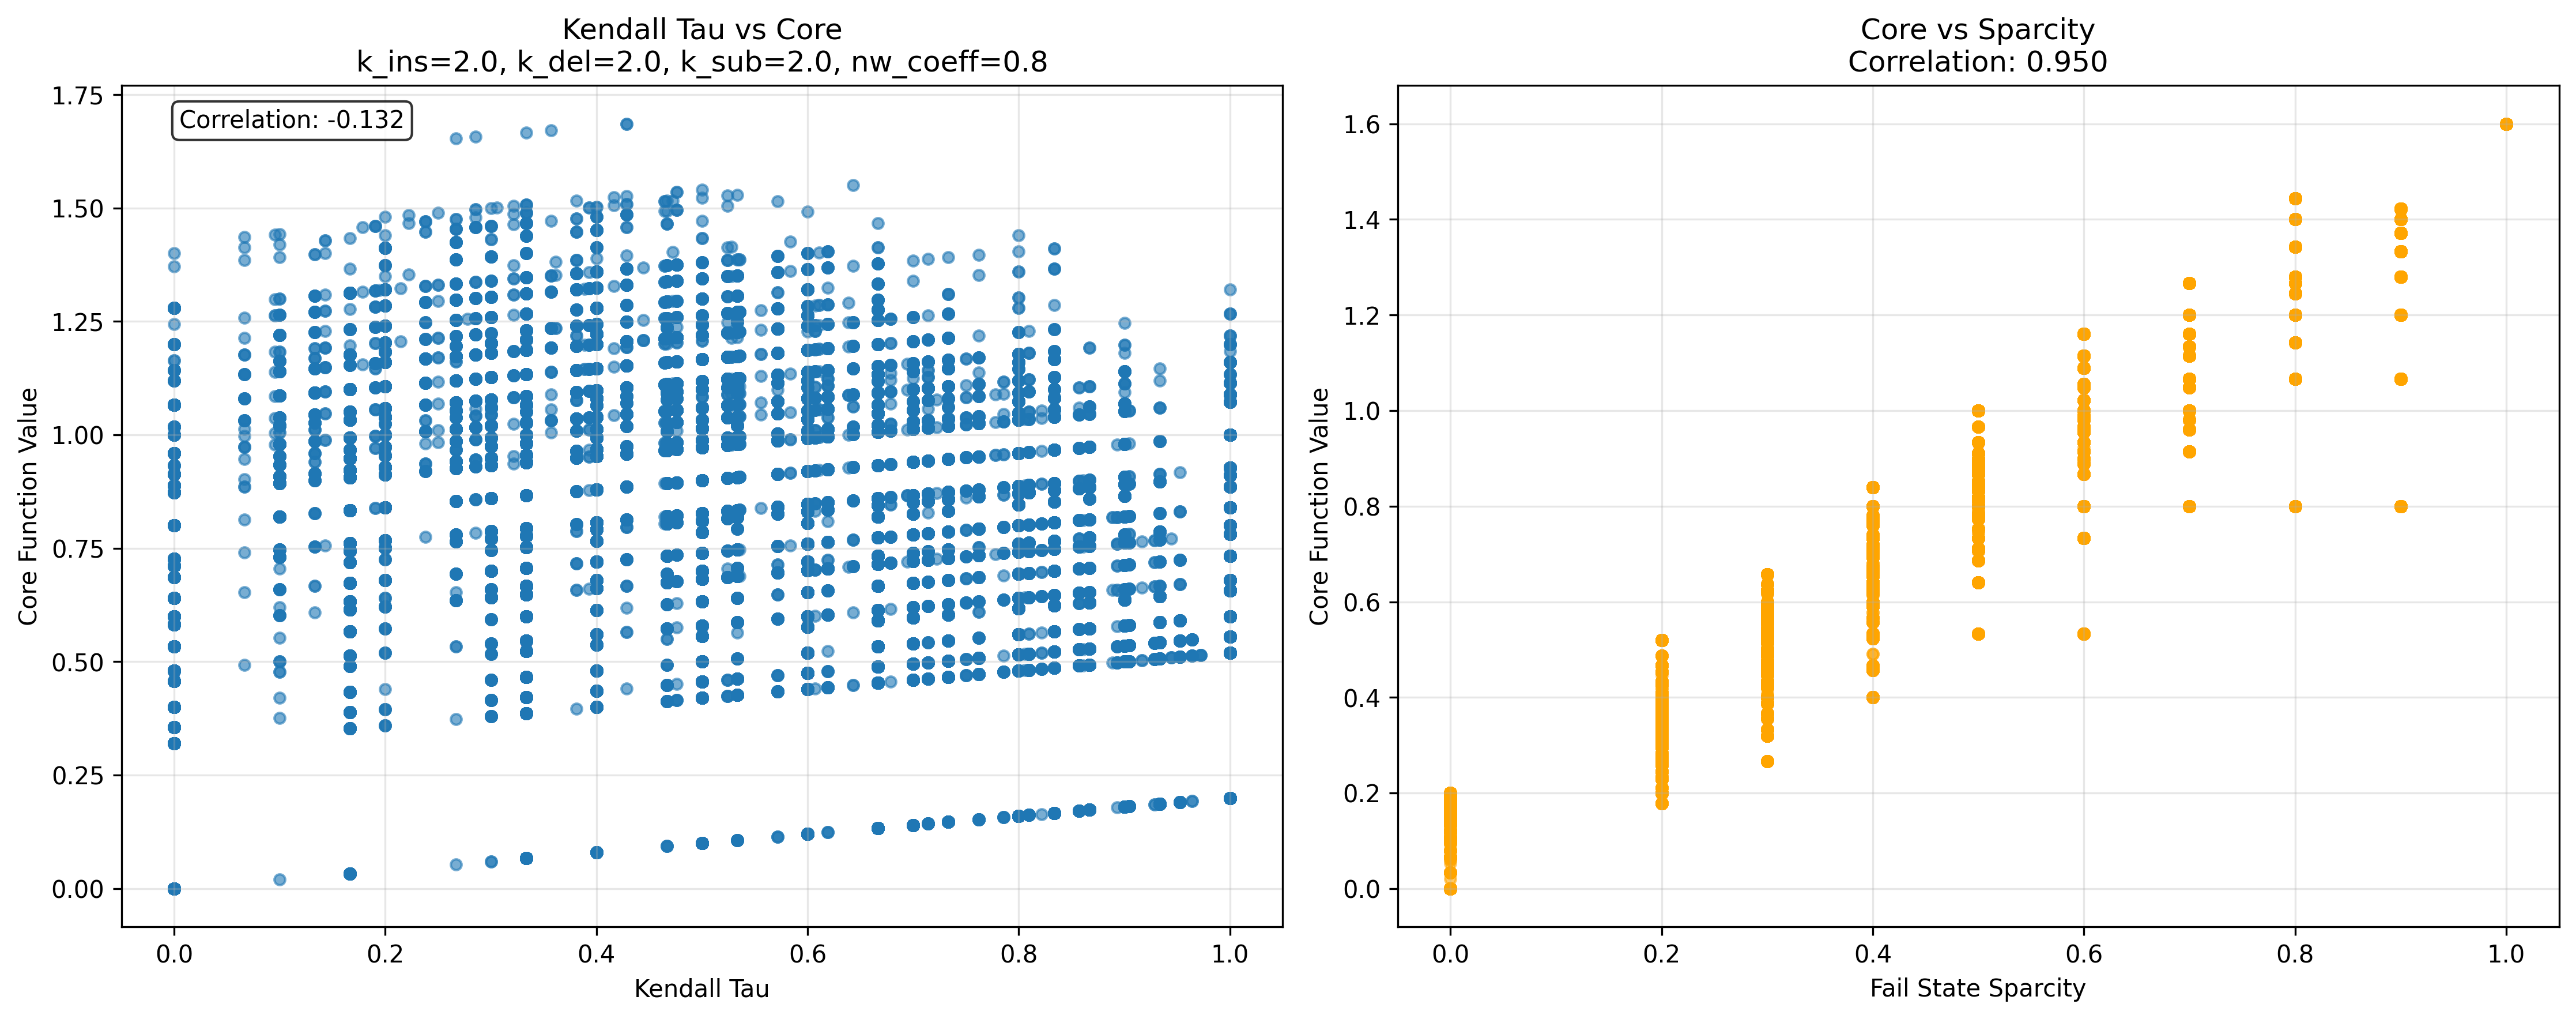 Kendall Tau vs Core
k_ins=2.0, k_del=2.0, k_sub=2.0, nw_coeff=0.8
Correlation: -0.132
1.75
1.50
1.25
1.00
0.75
0.50
0.25
0.00
Core Function Value
0.0 0.2 0.4 0.6 0.8 1.0
Kendall Tau
Core vs Sparcity
Correlation: 0.950
1.6
1.4
1.2
1.0
0.8
0.6
0.4
0.2
0.0
Core Function Value
0.0 0.2 0.4 0.6 0.8 1.0
Fail State Sparcity